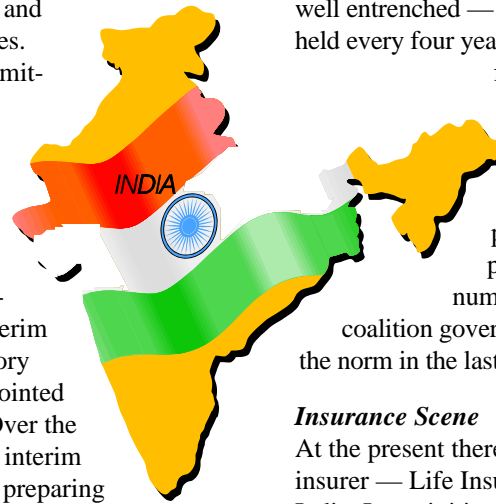 and
es.
mit-
-
erim
ory
ointed
Over the
interim
preparing
INDIA
well entrenched —
held every four yea
p
p
num
coalition gover
the norm in the last
Insurance Scene
At the present there
insurer — Life Insu